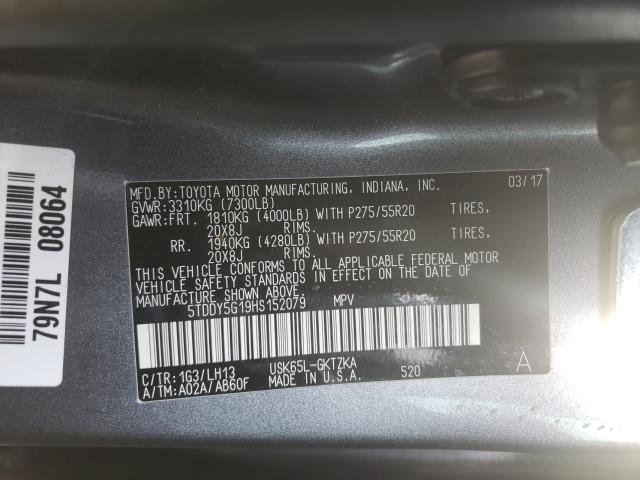 79N7L 08064
MFD.BY:TOYOTA MOTOR MANUFACTURING, INDIANA, INC. 03/17
GVWR:3310KG (7300LB)
GAWR:FRT. 1810KG (4000LB) WITH P275/55R20 TIRES,
20X8J RIMS.
RR. 1940KG (4280LB) WITH P275/55R20 TIRES,
20X8J RIMS.
THIS VEHICLE CONFORMS TO ALL APPLICABLE FEDERAL MOTOR
VEHICLE SAFETY STANDARDS IN EFFECT ON THE DATE OF
MANUFACTURE SHOWN ABOVE.
5TDDY5G19HS152079 MPV
C/TR:1G3/LH13 USK65L-GKTZKA A
A/TM:A02A/AB60F MADE IN U.S.A. 520